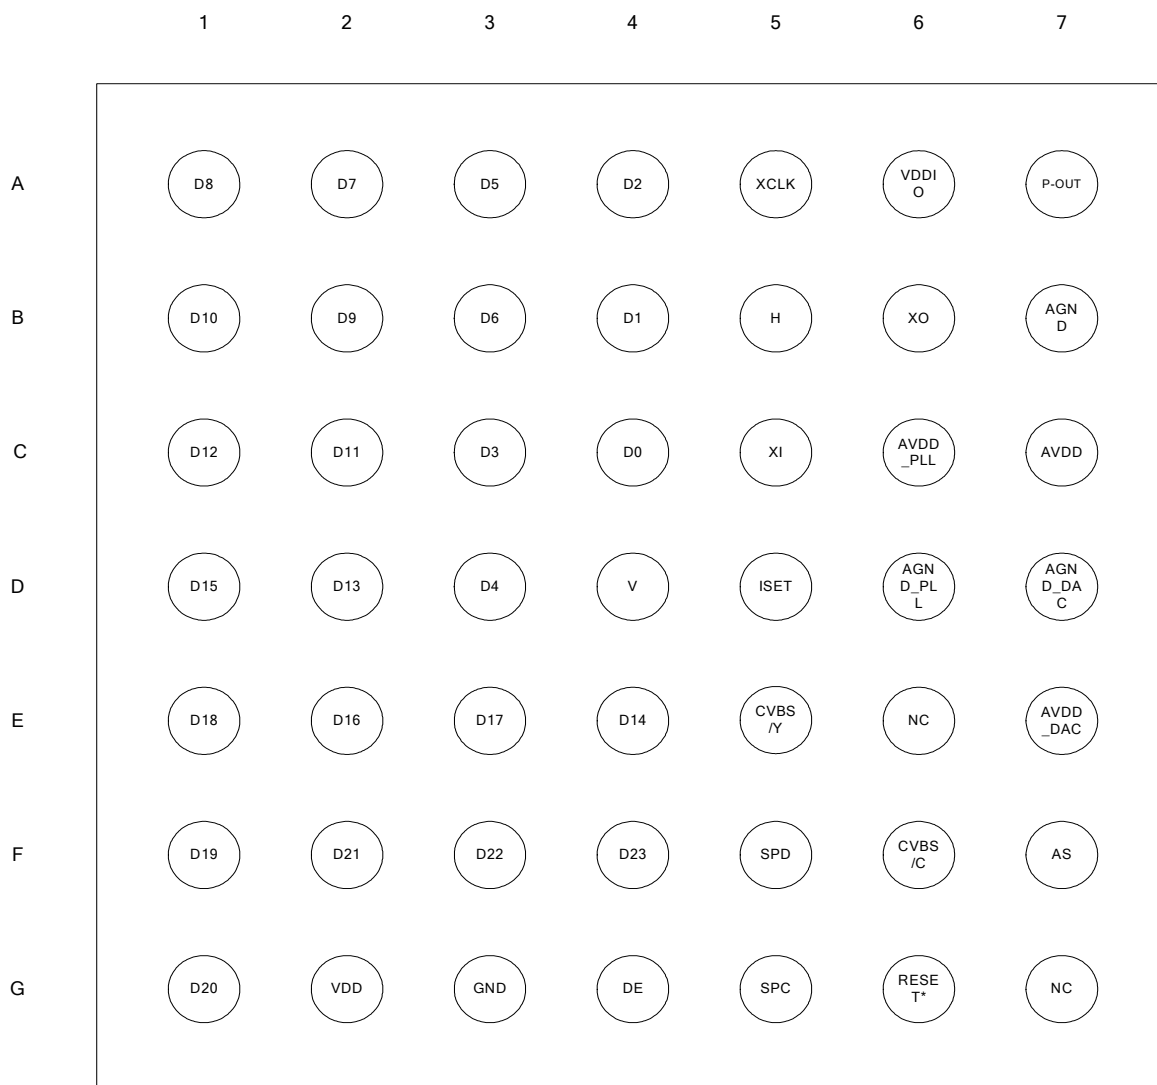 1 2 3 4 5 6 7
A D8 D7 D5 D2 XCLK VDDI
O P-OUT
B D10 D9 D6 D1 H XO AGN
D
C D12 D11 D3 D0 XI AVDD
_PLL AVDD
D D15 D13 D4 V ISET AGN
D_PL
L AGN
D_DA
C
E D18 D16 D17 D14 CVBS
/Y NC AVDD
_DAC
F D19 D21 D22 D23 SPD CVBS
/C AS
G D20 VDD GND DE SPC RESE
T* NC